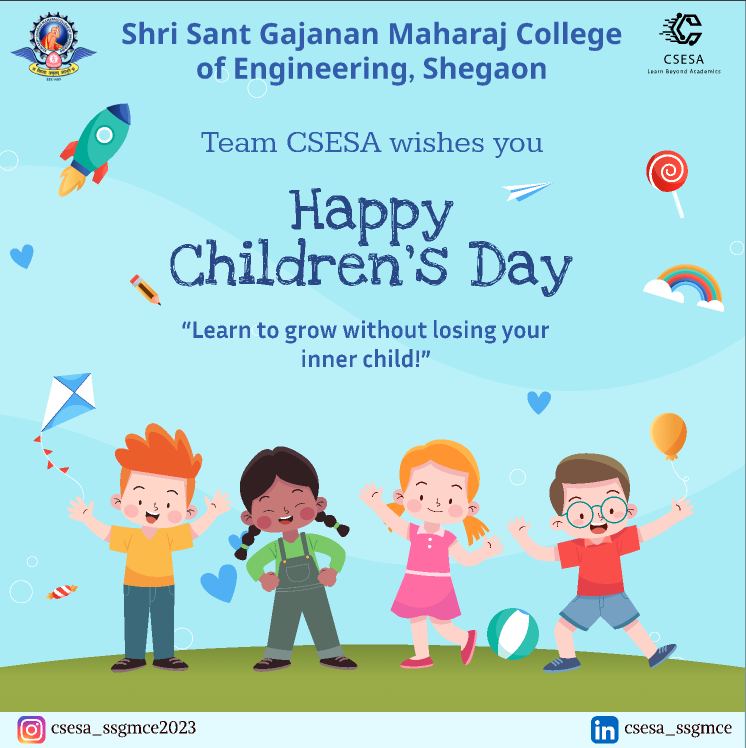 Shri Sant Gajanan Maharaj College
of Engineering, Shegaon
CSESA
Learn Beyond Academics
Team CSESA wishes you
Happy
Children's Day
“Learn to grow without losing your
inner child!”
csesa_ssgmce2023
in csesa_ssgmce